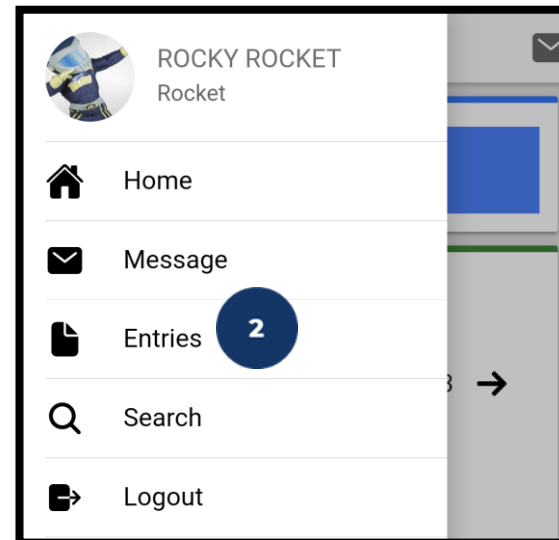 ROCKY ROCKET
Rocket
Home
Message
Entries
2
Search
Logout